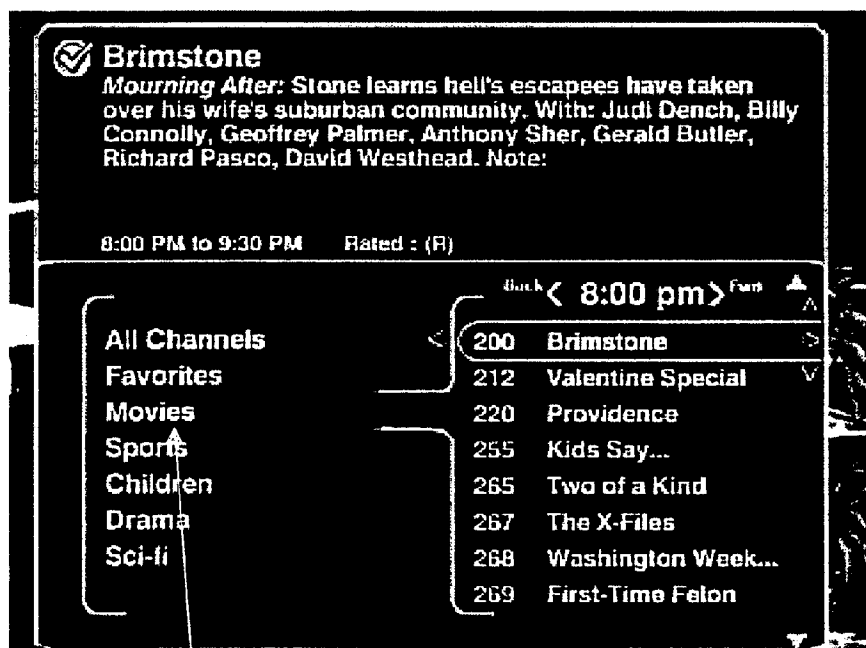 Brimstone
Mourning After: Stone learns hell's escapees have taken
over his wife's suburban community. With: Judi Dench, Billy
Connolly, Geoffrey Palmer, Anthony Sher, Gerald Butler,
Richard Pasco, David Westhead. Note:
8:00 PM to 9:30 PM Rated : (R)
Back < 8:00 pm > Fwd
All Channels
Favorites
Movies
Sports
Children
Drama
Sci-fi
200 Brimstone
212 Valentine Special
220 Providence
255 Kids Say...
265 Two of a Kind
267 The X-Files
268 Washington Week...
269 First-Time Felon